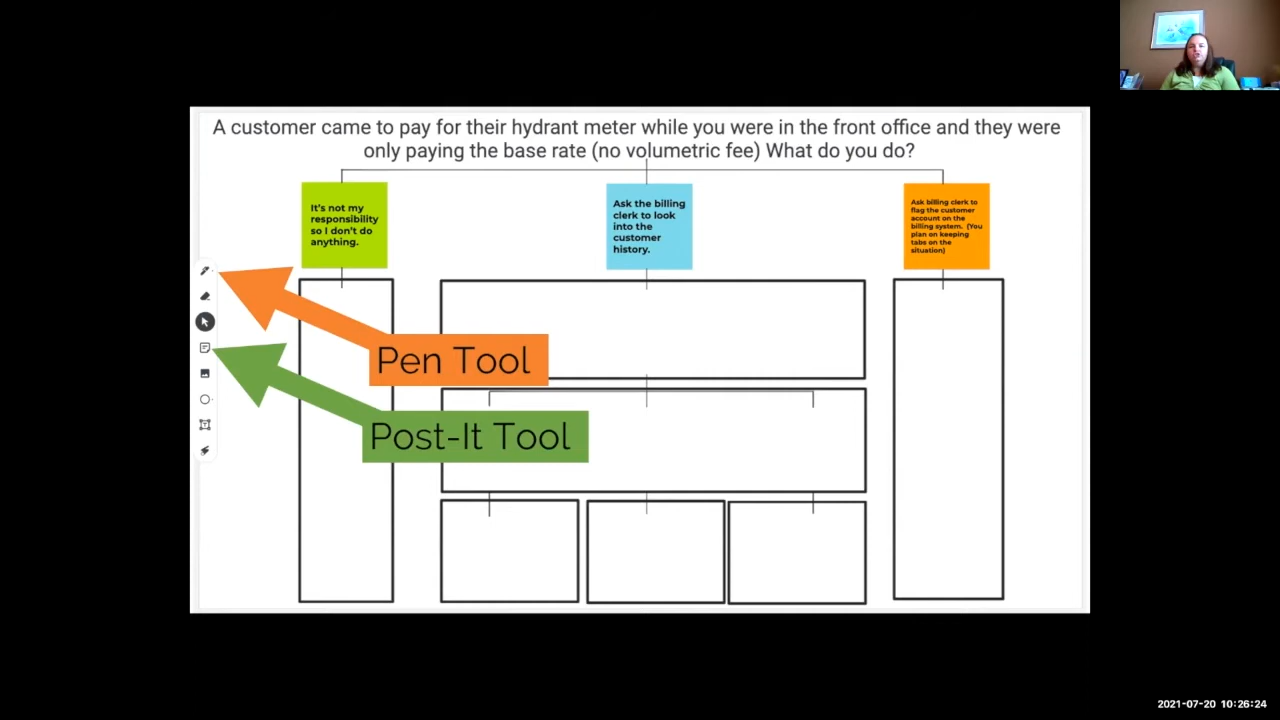 A customer came to pay for their hydrant meter while you were in the front office and they were
only paying the base rate (no volumetric fee) What do you do?
It's not my
responsibility
so I don't do
anything.
Ask the billing
clerk to look
into the
customer
history.
Ask billing clerk to
flag the customer
account on the
billing system. (You
plan on keeping
tabs on the
situation)
Pen Tool
Post-It Tool
2021-07-20 10:26:24